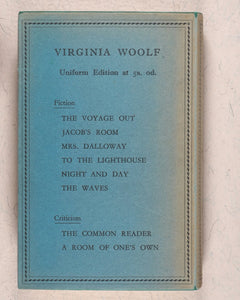 VIRGINIA WOOLF
Uniform Edition at 5s. od.
Fiction
THE VOYAGE OUT
JACOB'S ROOM
MRS. DALLOWAY
TO THE LIGHTHOUSE
NIGHT AND DAY
THE WAVES
Criticism
THE COMMON READER
A ROOM OF ONE'S OWN